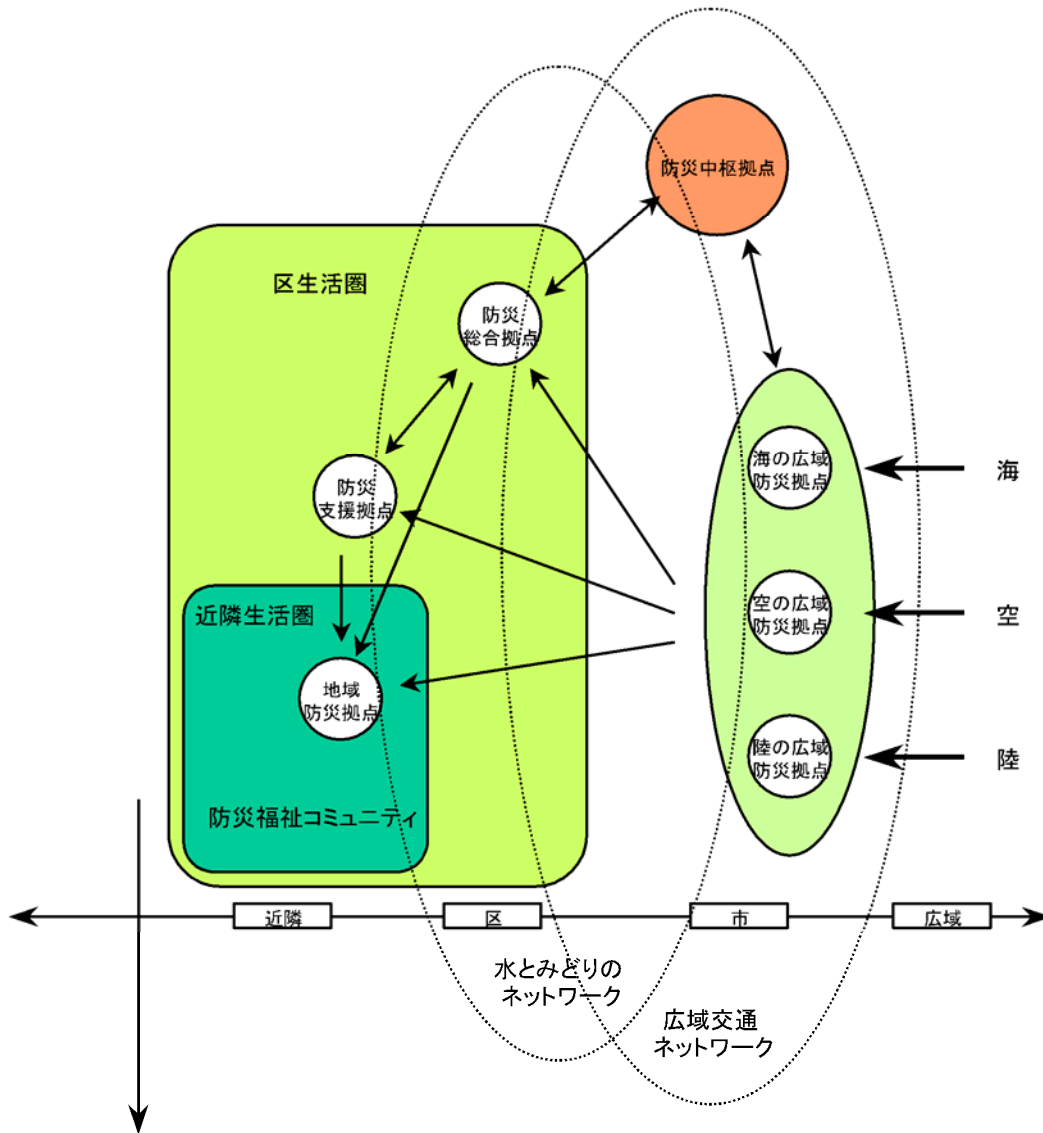 防災中枢拠点
区生活圏
防災
総合拠点
海の広域
防災拠点
海
防災
支援拠点
空の広域
防災拠点
空
近隣生活圏
地域
防災拠点
陸の広域
防災拠点
陸
防災福祉コミュニティ
近隣
区
市
広域
水とみどりの
ネットワーク
広域交通
ネットワーク